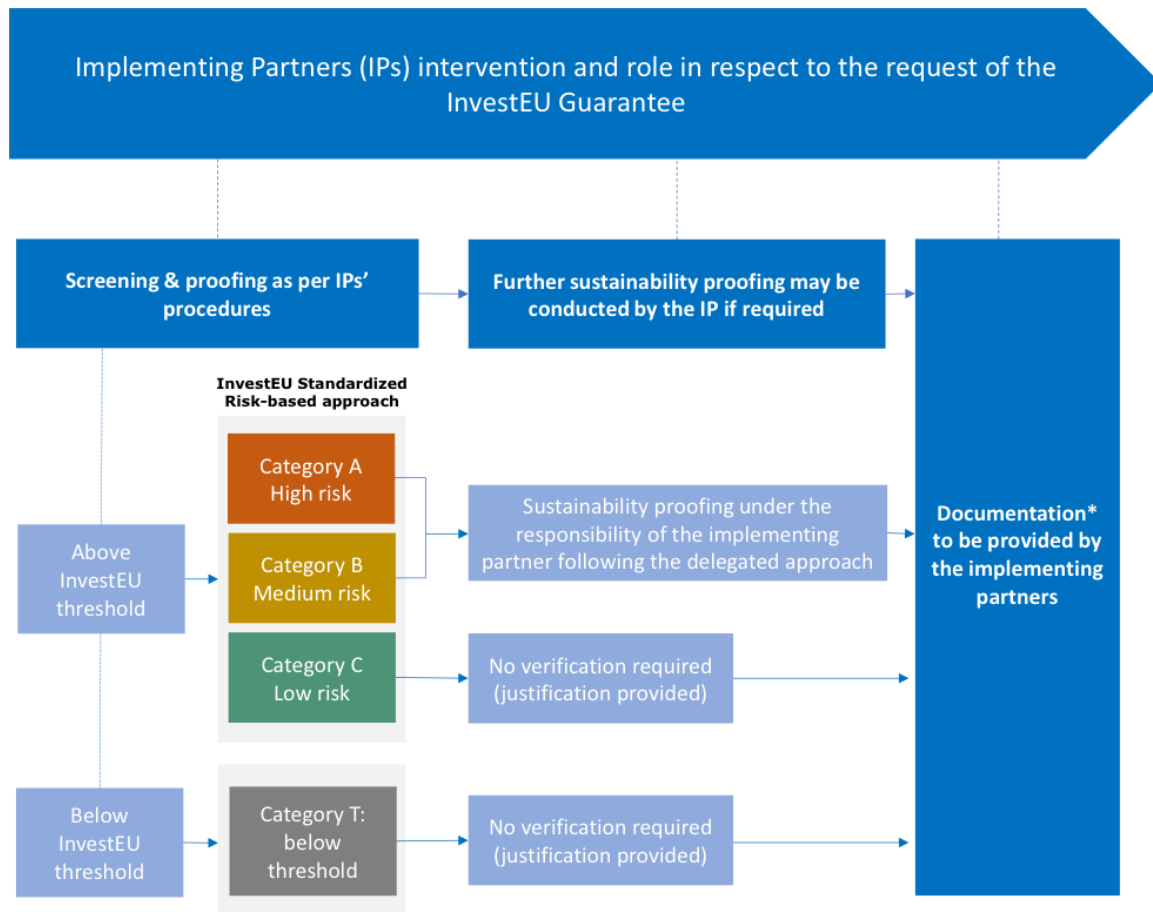 Implementing Partners (IPs) intervention and role in respect to the request of the
InvestEU Guarantee
Screening & proofing as per IPs’
procedures
Further sustainability proofing may be
conducted by the IP if required
InvestEU Standardized
Risk-based approach
Category A
High risk
Category B
Medium risk
Category C
Low risk
Above
InvestEU
threshold
Sustainability proofing under the
responsibility of the implementing
partner following the delegated approach
No verification required
(justification provided)
Documentation*
to be provided by
the implementing
partners
Below
InvestEU
threshold
Category T:
below
threshold
No verification required
(justification provided)